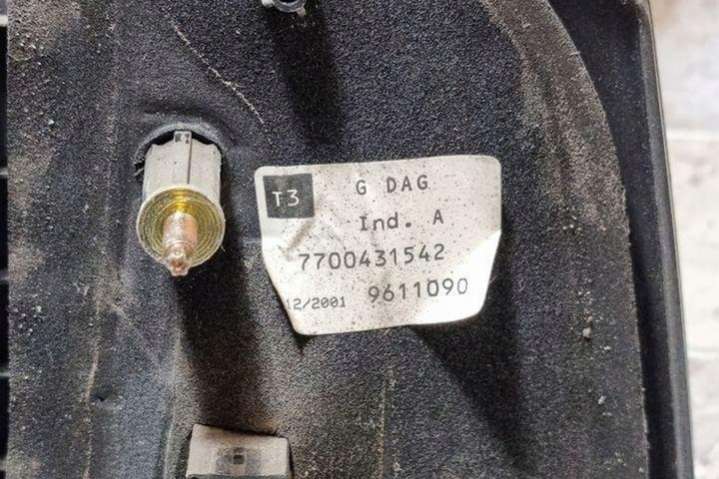 T3
G DAG
Ind. A
7700431542
12/2001 9611090